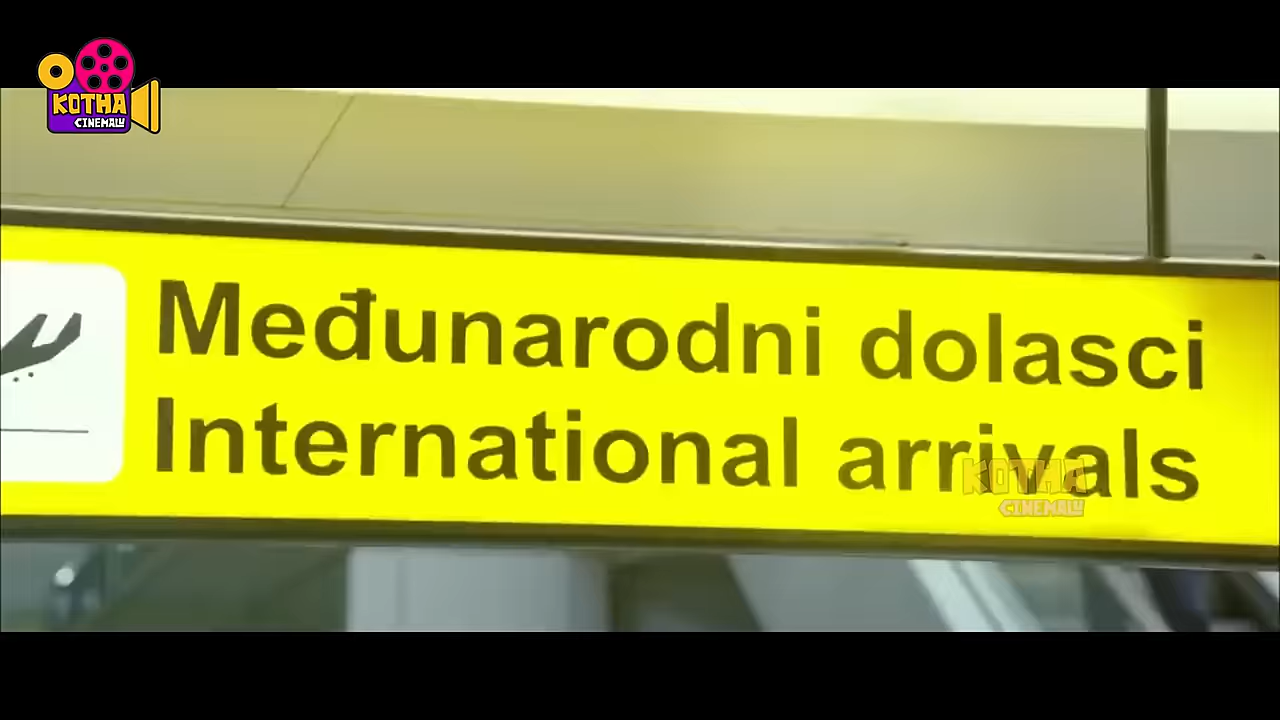 KOTHA
CINEMALU
Međunarodni dolasci
International arrivals
KOTHA
CINEMALU